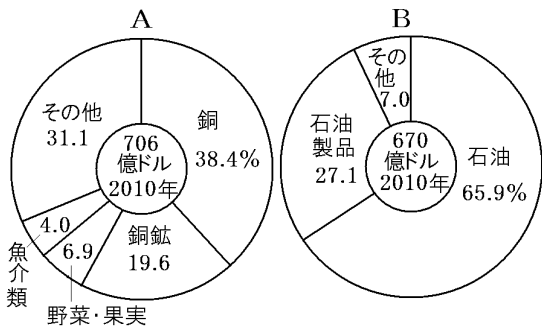 A
銅
38.4%
銅鉱
19.6
野菜・果実
6.9
魚介類
4.0
その他
31.1
706
億ドル
2010年
B
石油
65.9%
石油
製品
27.1
その
他
7.0
670
億ドル
2010年